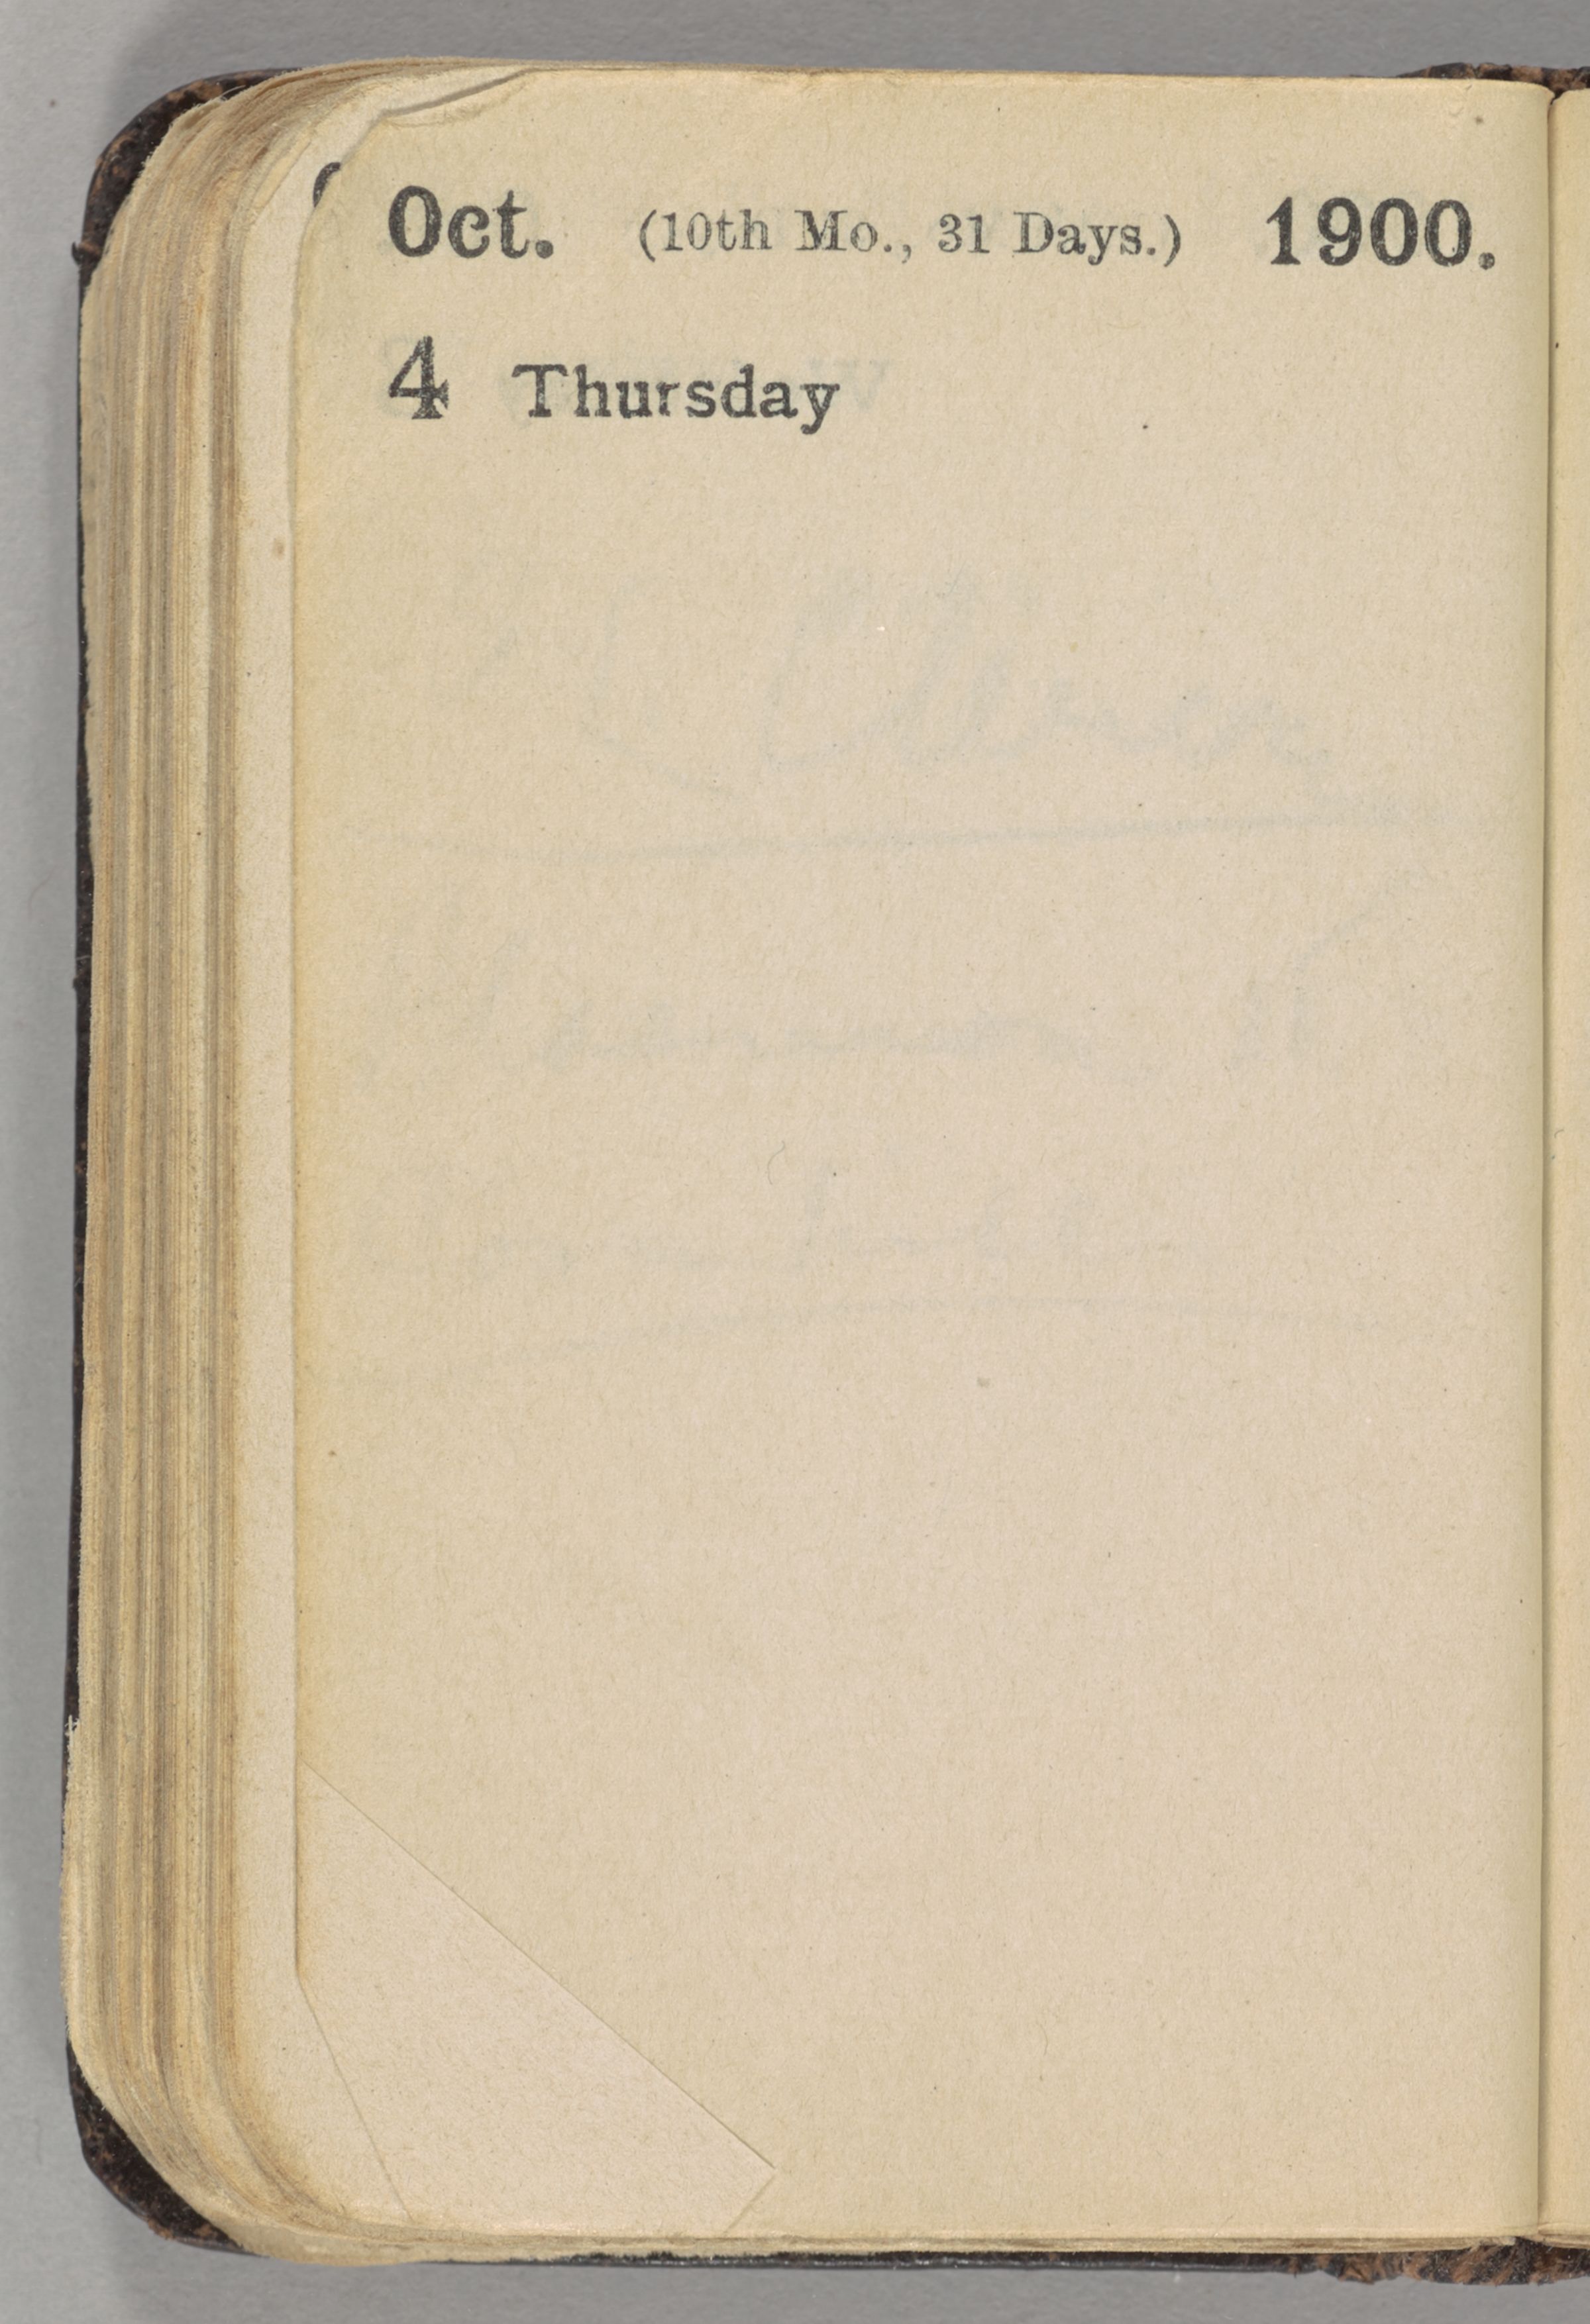 Oct. (10th Mo., 31 Days.) 1900.
4 Thursday